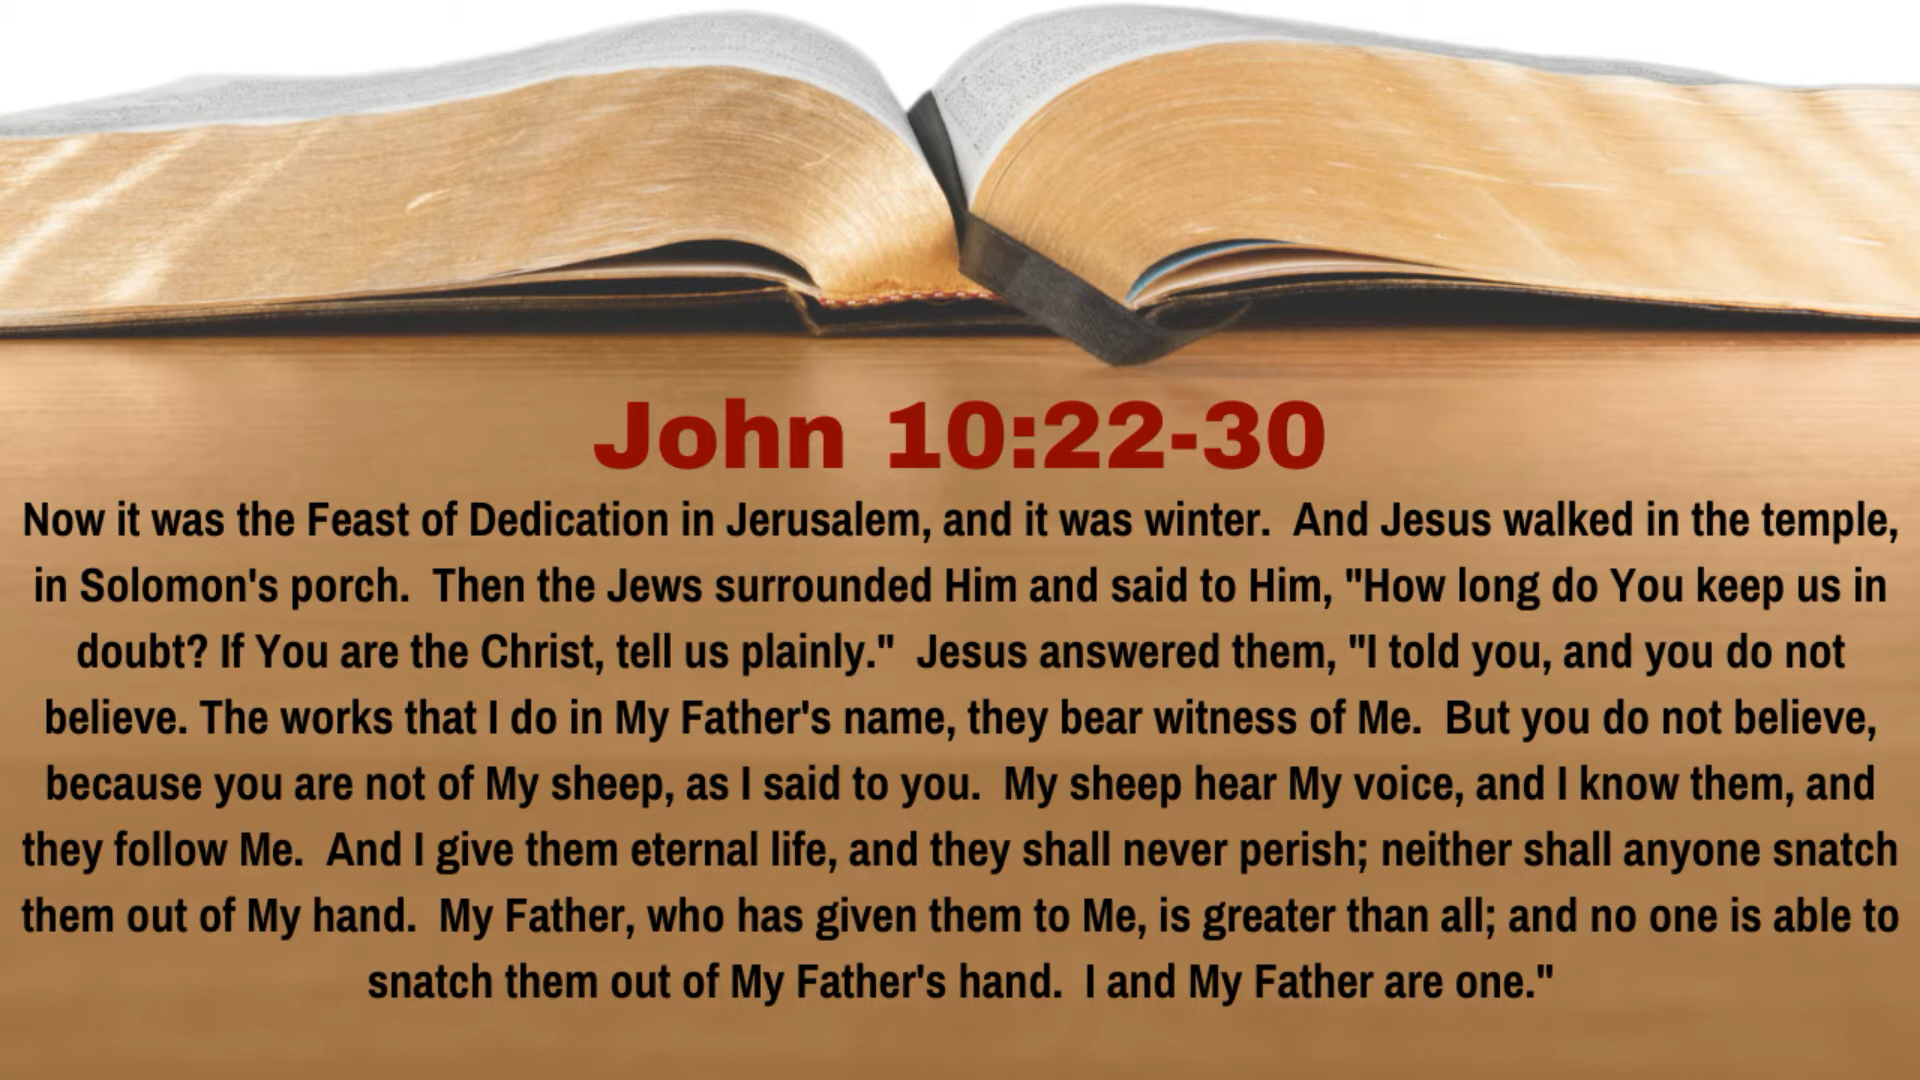 John 10:22-30
Now it was the Feast of Dedication in Jerusalem, and it was winter.  And Jesus walked in the temple,
in Solomon's porch.  Then the Jews surrounded Him and said to Him, "How long do You keep us in
doubt? If You are the Christ, tell us plainly."  Jesus answered them, "I told you, and you do not
believe. The works that I do in My Father's name, they bear witness of Me.  But you do not believe,
because you are not of My sheep, as I said to you.  My sheep hear My voice, and I know them, and
they follow Me.  And I give them eternal life, and they shall never perish; neither shall anyone snatch
them out of My hand.  My Father, who has given them to Me, is greater than all; and no one is able to
snatch them out of My Father's hand.  I and My Father are one."